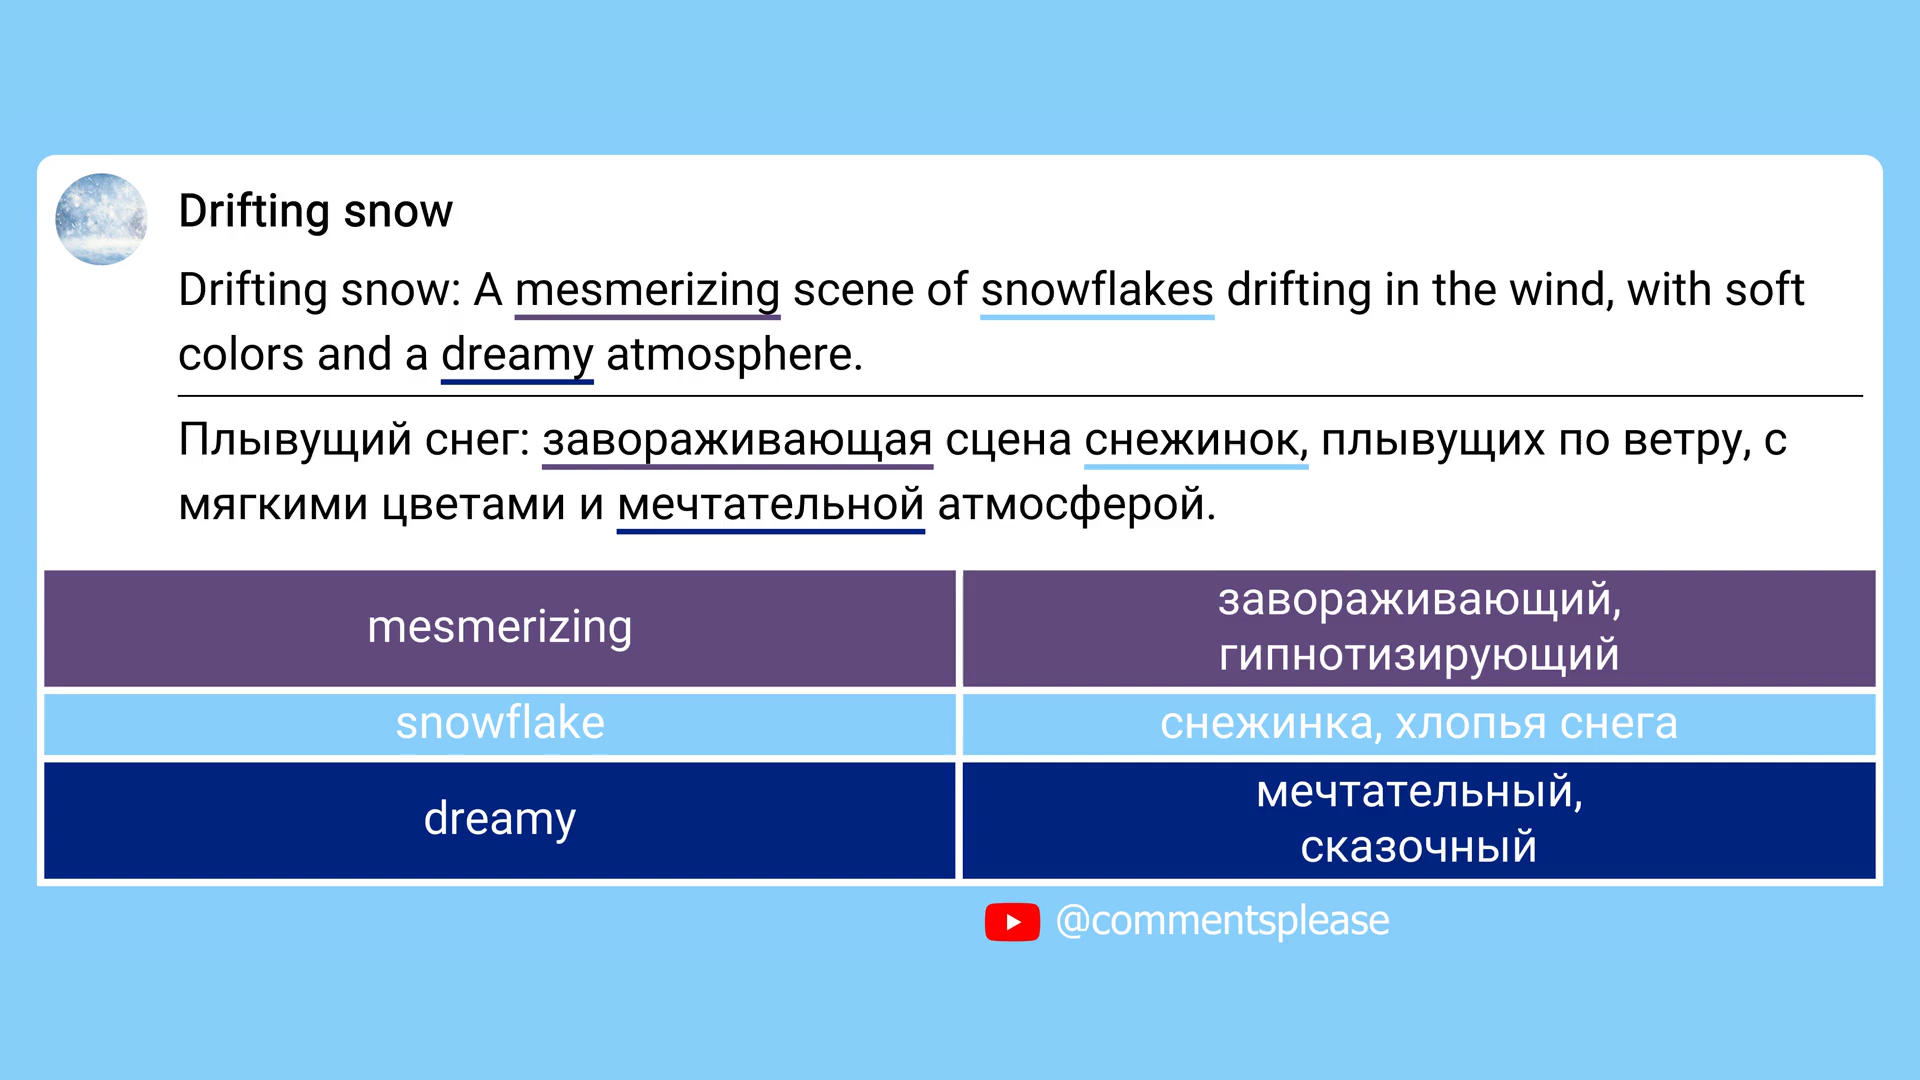 Drifting snow
Drifting snow: A mesmerizing scene of snowflakes drifting in the wind, with soft
colors and a dreamy atmosphere.
Плывущий снег: завораживающая сцена снежинок, плывущих по ветру, с
мягкими цветами и мечтательной атмосферой.
mesmerizing
завораживающий,
гипнотизирующий
snowflake
снежинка, хлопья снега
dreamy
мечтательный,
сказочный
@commentsplease